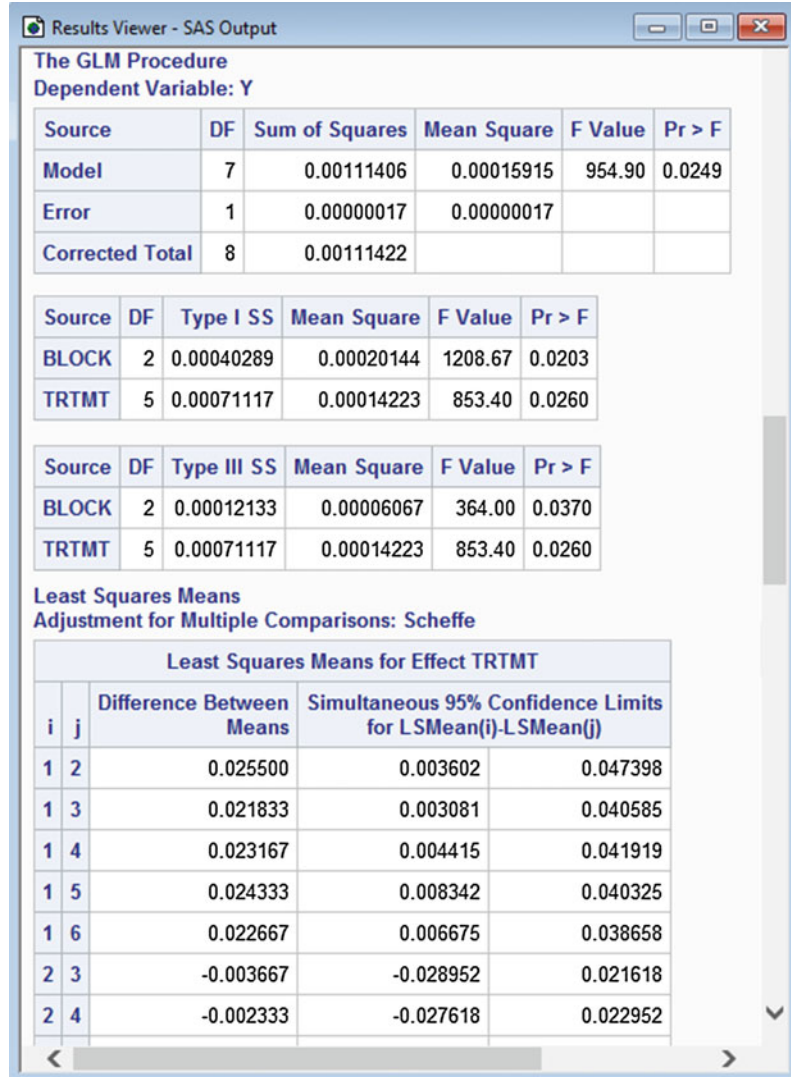 Results Viewer - SAS Output
The GLM Procedure
Dependent Variable: Y
Source DF Sum of Squares Mean Square F Value Pr > F
Model 7 0.00111406 0.00015915 954.90 0.0249
Error 1 0.00000017 0.00000017
Corrected Total 8 0.00111422
Source DF Type I SS Mean Square F Value Pr > F
BLOCK 2 0.00040289 0.00020144 1208.67 0.0203
TRTMT 5 0.00071117 0.00014223 853.40 0.0260
Source DF Type III SS Mean Square F Value Pr > F
BLOCK 2 0.00012133 0.00006067 364.00 0.0370
TRTMT 5 0.00071117 0.00014223 853.40 0.0260
Least Squares Means
Adjustment for Multiple Comparisons: Scheffe
Least Squares Means for Effect TRTMT
i j Difference Between Means Simultaneous 95% Confidence Limits for LSMean(i)-LSMean(j)
1 2 0.025500 0.003602 0.047398
1 3 0.021833 0.003081 0.040585
1 4 0.023167 0.004415 0.041919
1 5 0.024333 0.008342 0.040325
1 6 0.022667 0.006675 0.038658
2 3 -0.003667 -0.028952 0.021618
2 4 -0.002333 -0.027618 0.022952